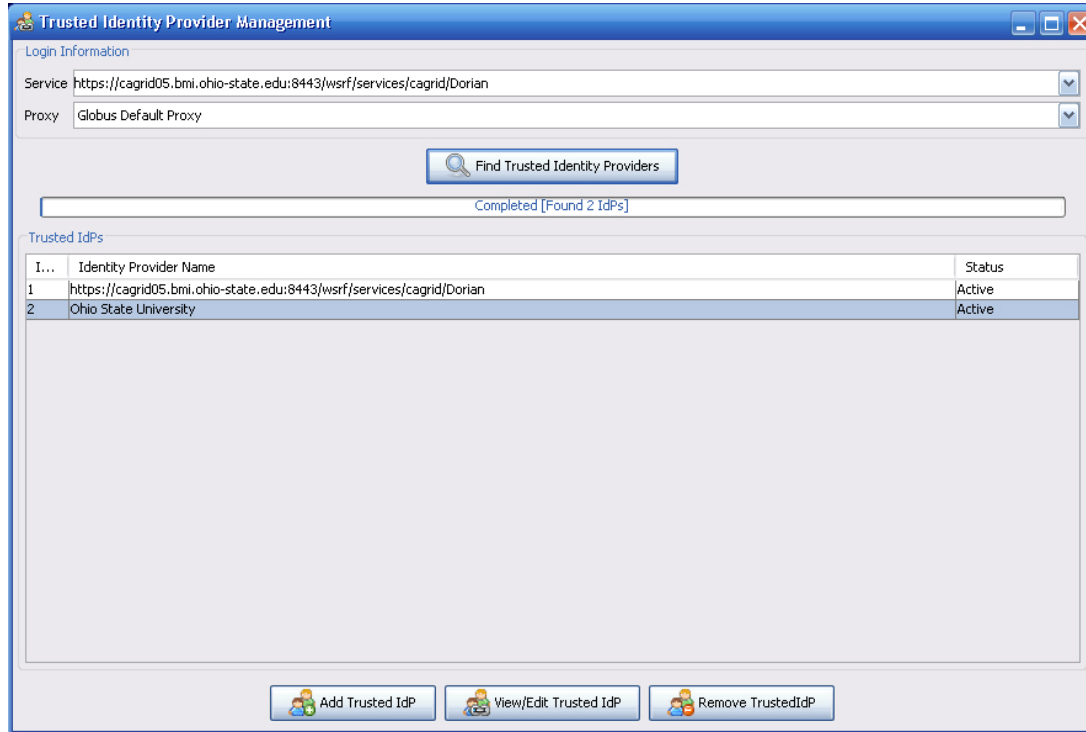 Trusted Identity Provider Management
Login Information
Service https://cagrid05.bmi.ohio-state.edu:8443/wsrf/services/cagrid/Dorian
Proxy Globus Default Proxy
Find Trusted Identity Providers
Completed [Found 2 IdPs]
Trusted IdPs
I... Identity Provider Name Status
1 https://cagrid05.bmi.ohio-state.edu:8443/wsrf/services/cagrid/Dorian Active
2 Ohio State University Active
Add Trusted IdP View/Edit Trusted IdP Remove TrustedIdP